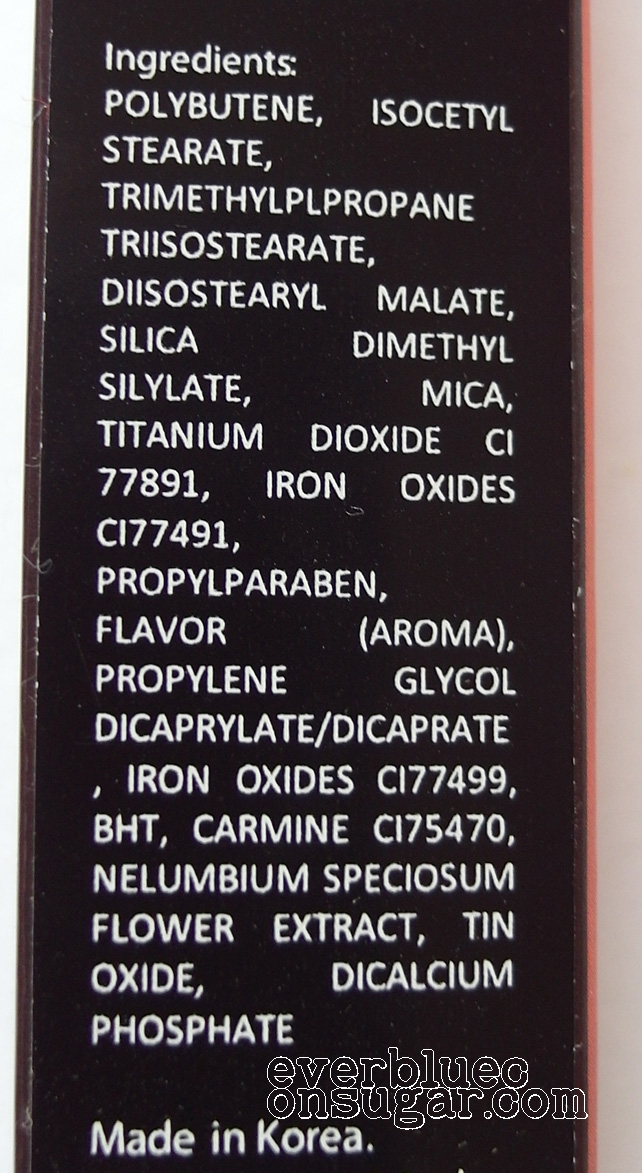 Ingredients:
POLYBUTENE, ISOCETYL
STEARATE,
TRIMETHYLPLPROPANE
TRIISOSTEARATE,
DIISOSTEARYL MALATE,
SILICA DIMETHYL
SILYLATE, MICA,
TITANIUM DIOXIDE CI
77891, IRON OXIDES
CI77491,
PROPYLPARABEN,
FLAVOR (AROMA),
PROPYLENE GLYCOL
DICAPRYLATE/DICAPRATE
, IRON OXIDES CI77499,
BHT, CARMINE CI75470,
NELUMBIUM SPECIOSUM
FLOWER EXTRACT, TIN
OXIDE, DICALCIUM
PHOSPHATE
everbluec
onsugar.com
Made in Korea.